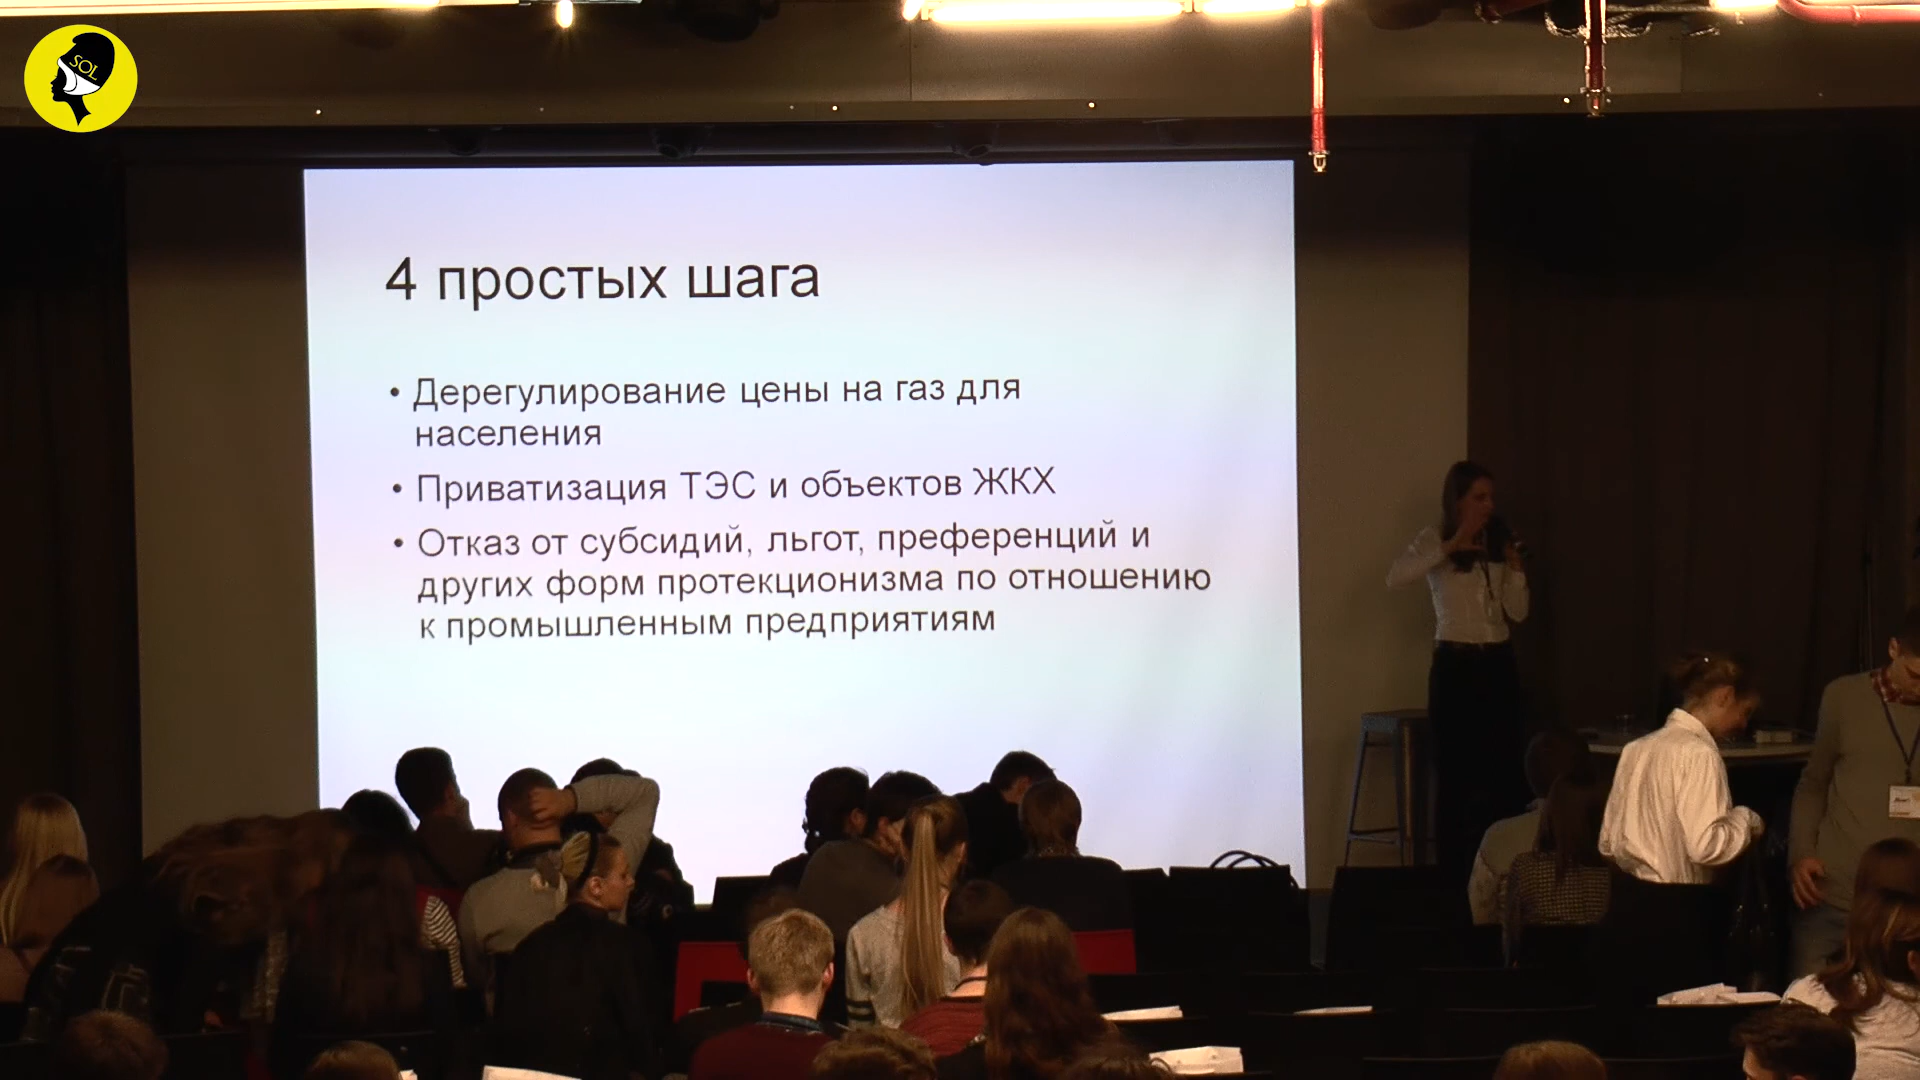 SOL
4 простых шага
• Дерегулирование цены на газ для
населения
• Приватизация ТЭС и объектов ЖКХ
• Отказ от субсидий, льгот, преференций и
других форм протекционизма по отношению
к промышленным предприятиям